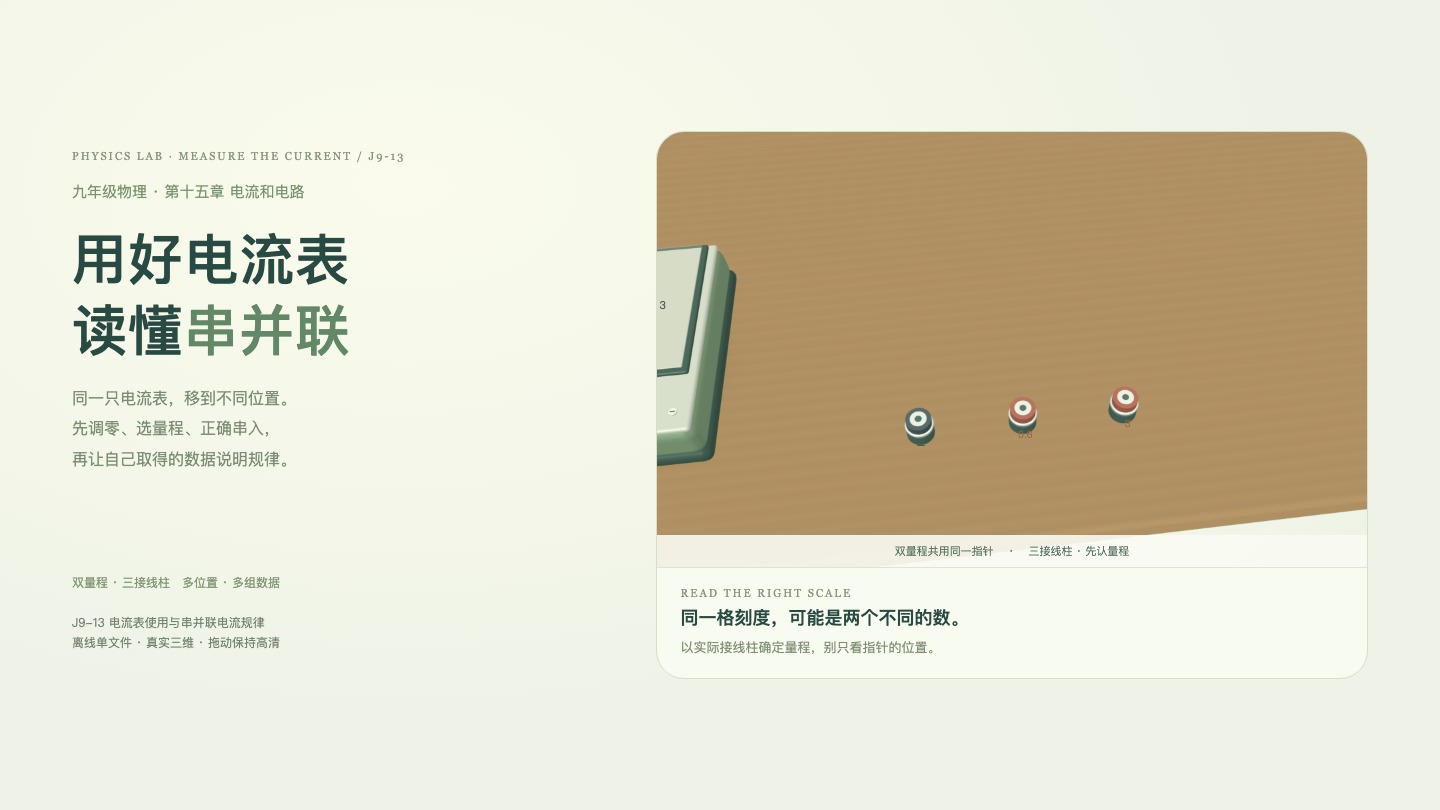 PHYSICS LAB · MEASURE THE CURRENT / J9-13
九年级物理 · 第十五章 电流和电路
用好电流表
读懂串并联
同一只电流表，移到不同位置。
先调零、选量程、正确串入，
再让自己取得的数据说明规律。
双量程 · 三接线柱 多位置 · 多组数据
J9–13 电流表使用与串并联电流规律
离线单文件 · 真实三维 · 拖动保持高清
3
–
0.6
3
双量程共用同一指针 · 三接线柱 · 先认量程
READ THE RIGHT SCALE
同一格刻度，可能是两个不同的数。
以实际接线柱确定量程，别只看指针的位置。